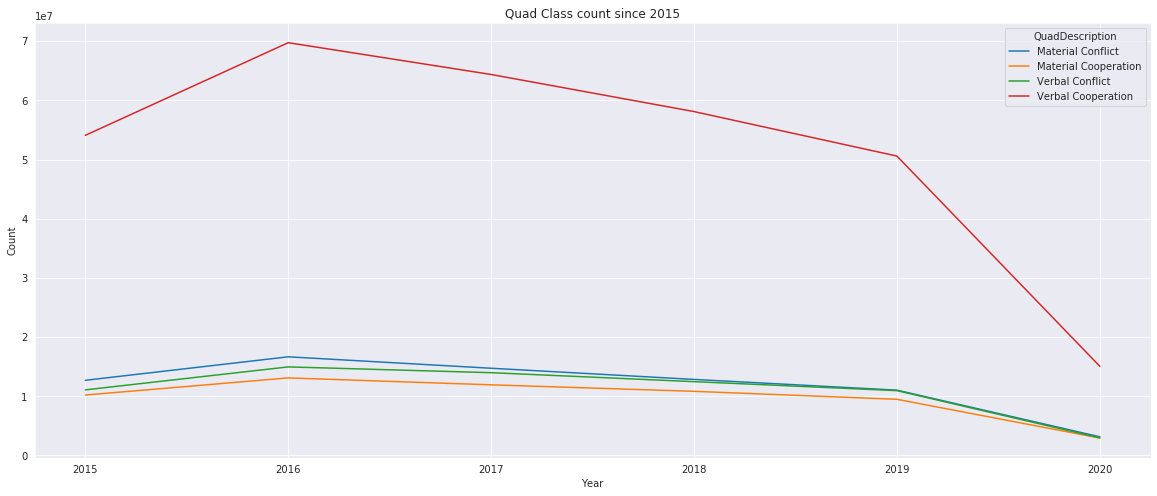 Quad Class count since 2015
1e7
7
6
5
4
3
2
1
0
Count
2015 2016 2017 2018 2019 2020
Year
QuadDescription
Material Conflict
Material Cooperation
Verbal Conflict
Verbal Cooperation